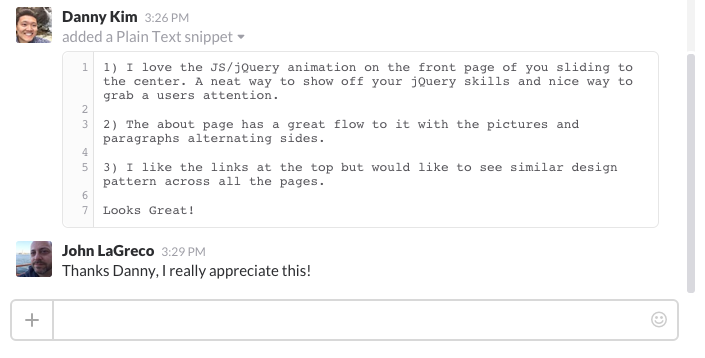 Danny Kim 3:26 PM
added a Plain Text snippet
1 1) I love the JS/jQuery animation on the front page of you sliding to
the center. A neat way to show off your jQuery skills and nice way to
grab a users attention.
2
3 2) The about page has a great flow to it with the pictures and
paragraphs alternating sides.
4
5 3) I like the links at the top but would like to see similar design
pattern across all the pages.
6
7 Looks Great!
John LaGreco 3:29 PM
Thanks Danny, I really appreciate this!